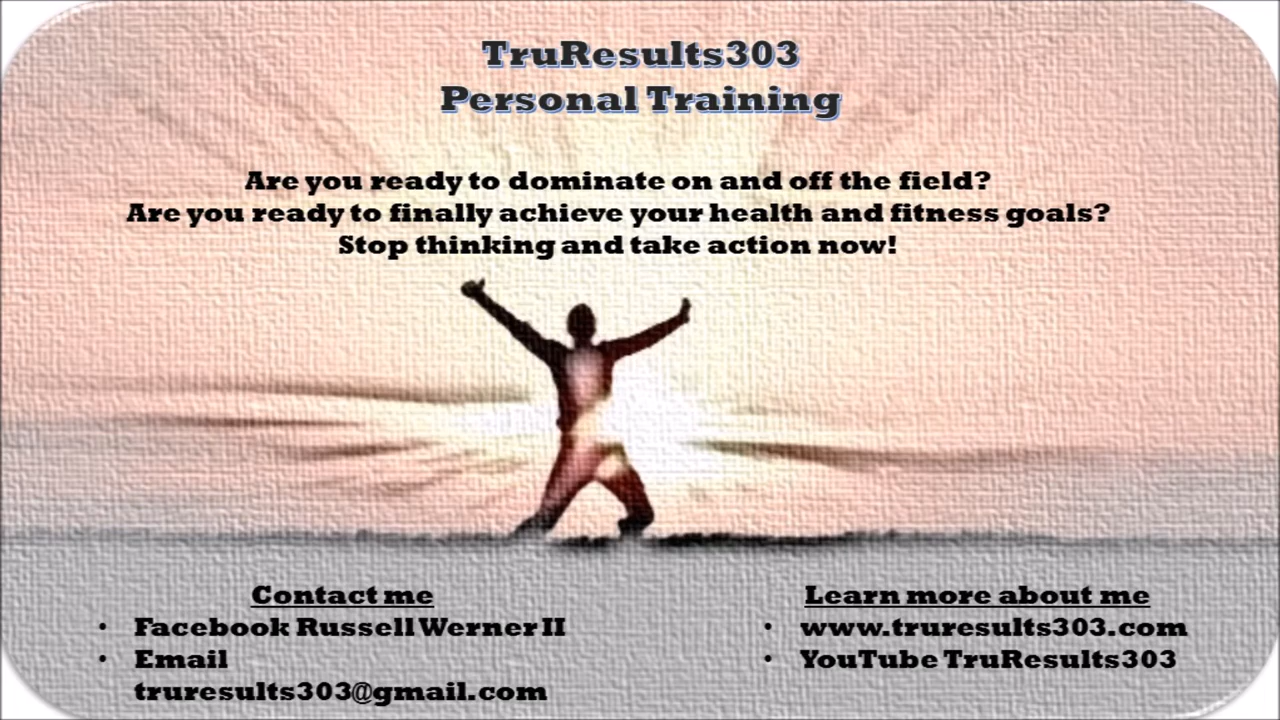 TruResults303
Personal Training
Are you ready to dominate on and off the field?
Are you ready to finally achieve your health and fitness goals?
Stop thinking and take action now!
Contact me
• Facebook Russell Werner II
• Email
truresults303@gmail.com
Learn more about me
• www.truresults303.com
• YouTube TruResults303